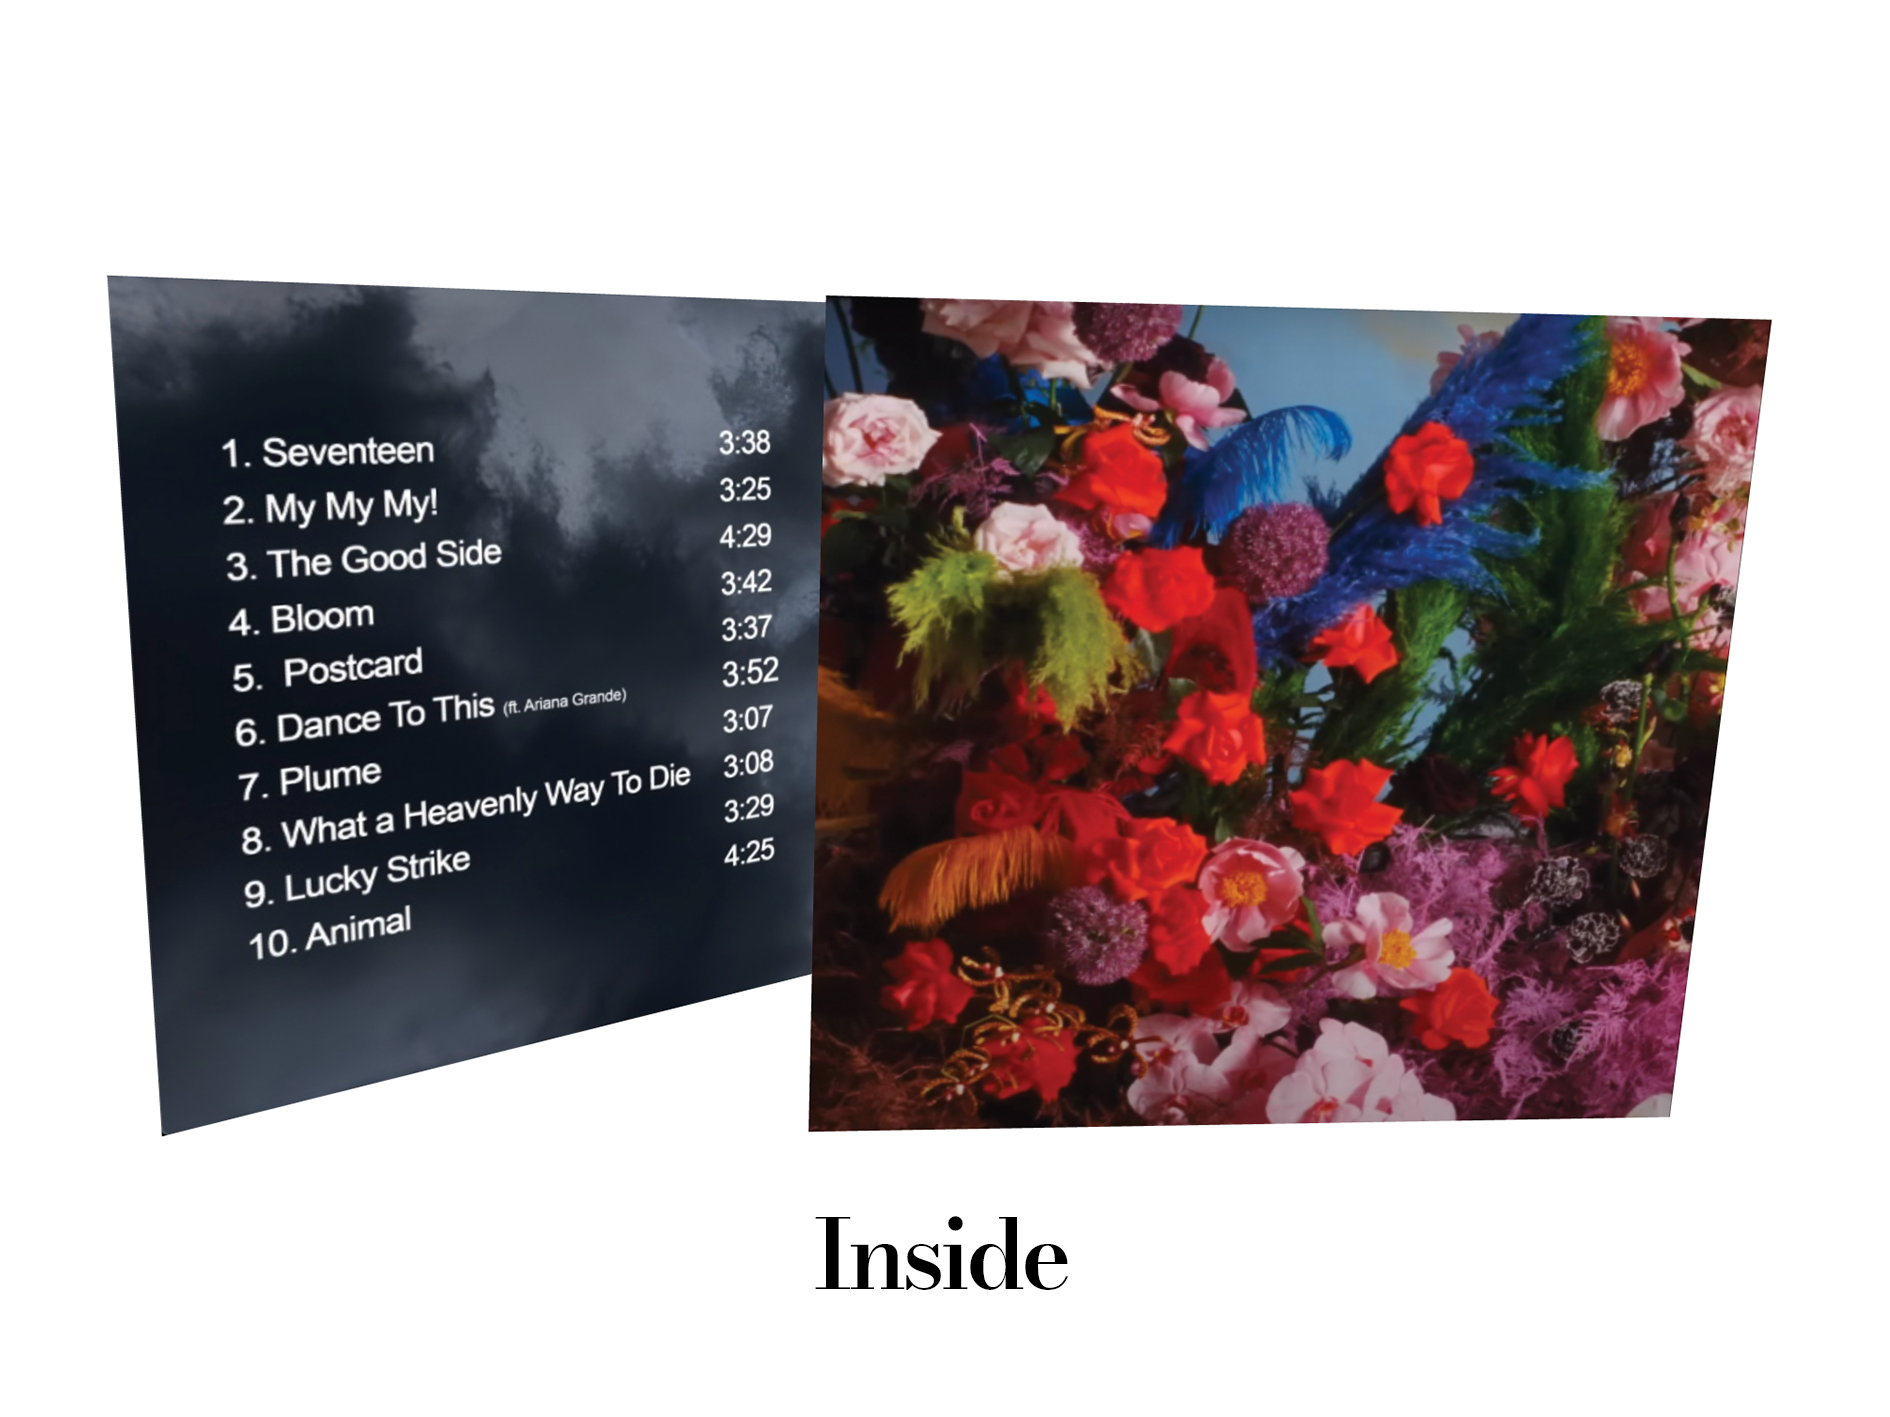 1. Seventeen 3:38
2. My My My! 3:25
3. The Good Side 4:29
4. Bloom 3:42
5. Postcard 3:37
6. Dance To This (ft. Ariana Grande) 3:52
7. Plume 3:07
8. What a Heavenly Way To Die 3:08
9. Lucky Strike 3:29
10. Animal 4:25
Inside